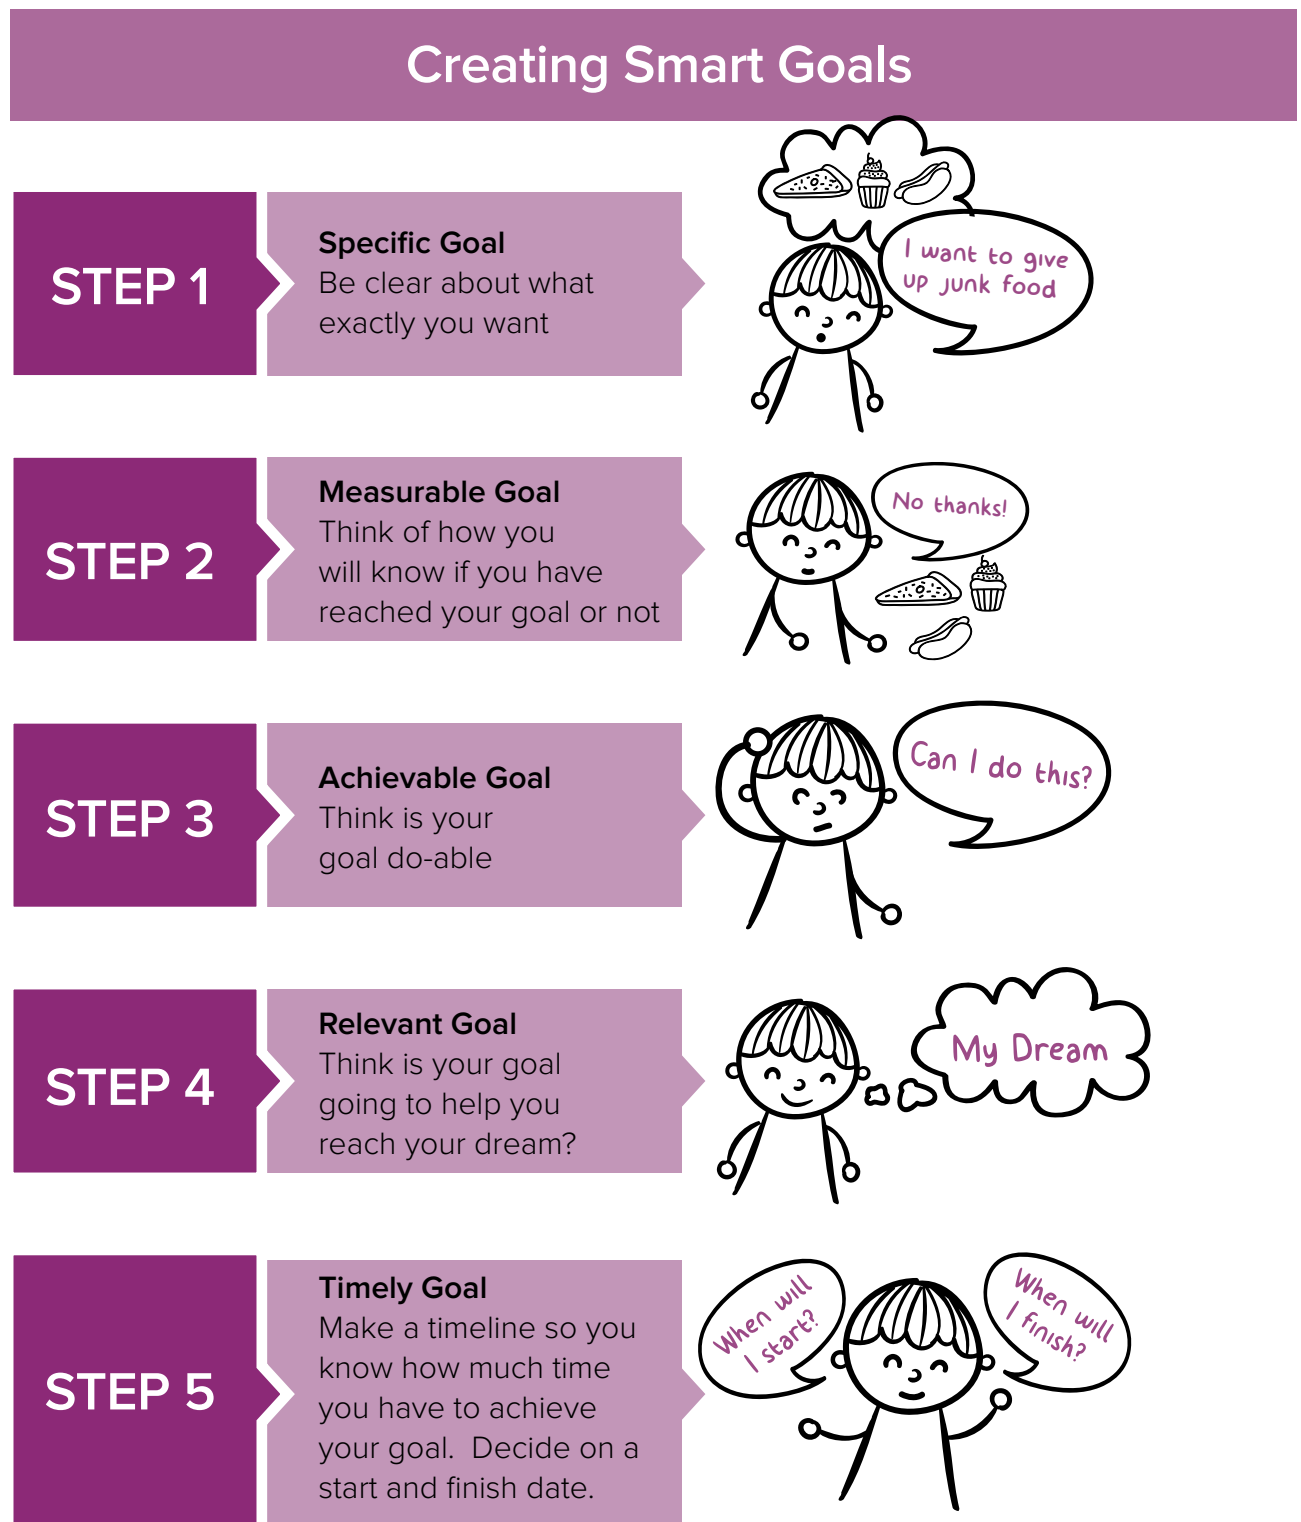 Creating Smart Goals
STEP 1
Specific Goal
Be clear about what
exactly you want
I want to give
up junk food
STEP 2
Measurable Goal
Think of how you
will know if you have
reached your goal or not
No thanks!
STEP 3
Achievable Goal
Think is your
goal do-able
Can I do this?
STEP 4
Relevant Goal
Think is your goal
going to help you
reach your dream?
My Dream
STEP 5
Timely Goal
Make a timeline so you
know how much time
you have to achieve
your goal.  Decide on a
start and finish date.
When will
I start?
When will
I finish?